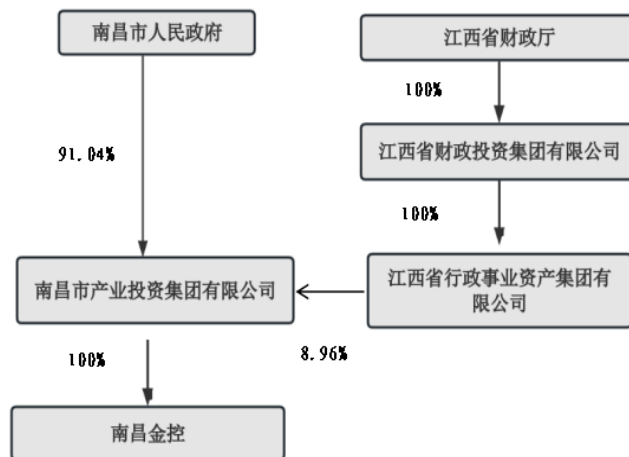 南昌市人民政府
江西省财政厅
100%
91.04%
江西省财政投资集团有限公司
100%
南昌市产业投资集团有限公司
江西省行政事业资产集团有
限公司
100%
8.96%
南昌金控